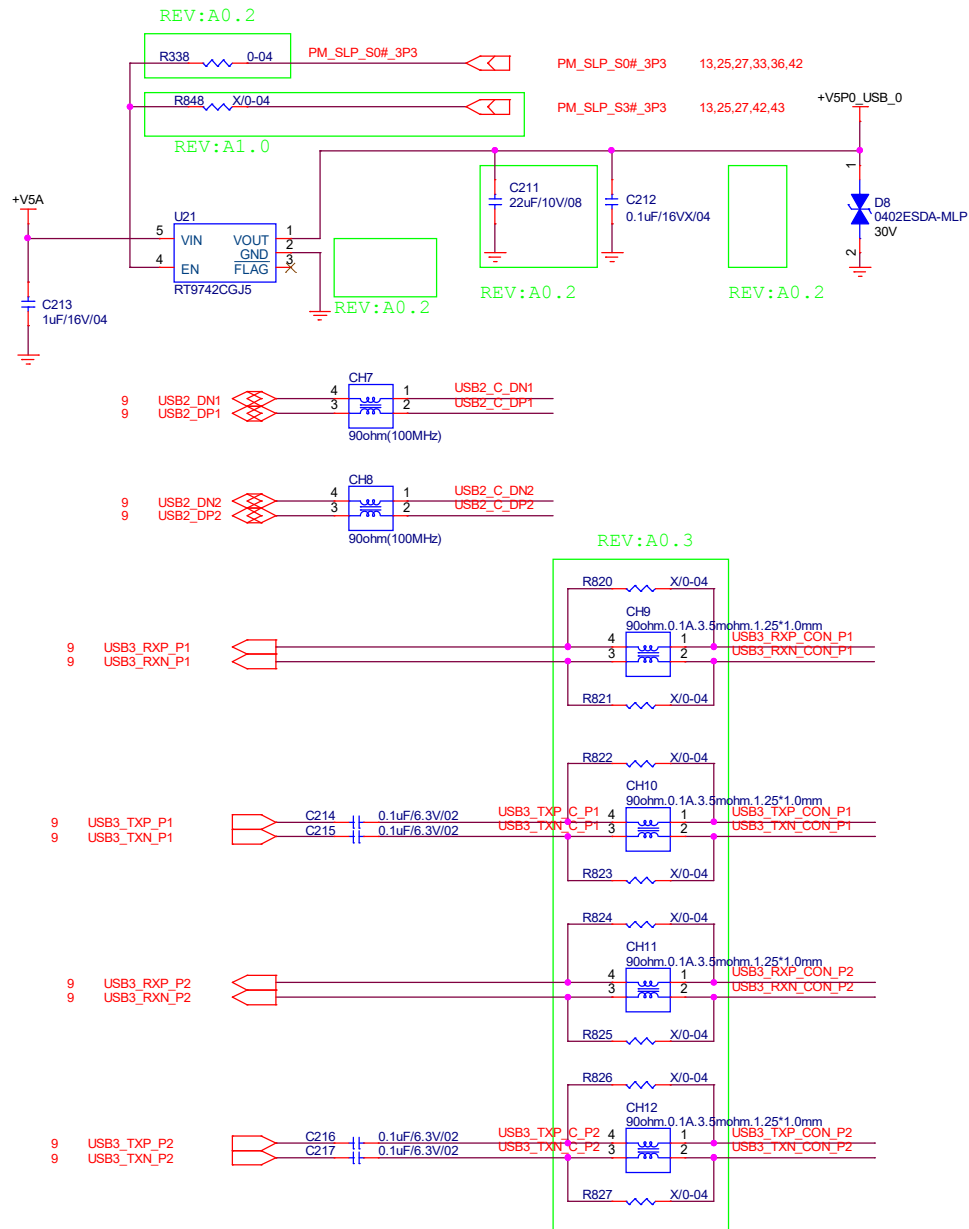 REV:A0.2
R338 0-04 PM_SLP_S0#_3P3 PM_SLP_S0#_3P3 13,25,27,33,36,42
R848 X/0-04 PM_SLP_S3#_3P3 13,25,27,42,43
REV:A1.0
+V5P0_USB_0
+V5A
U21
5 VIN VOUT 1
GND 2
4 EN FLAG 3
RT9742CGJ5
C213
1uF/16V/04
REV:A0.2
C211
22uF/10V/08
REV:A0.2
C212
0.1uF/16VX/04
REV:A0.2
1
D8
0402ESDA-MLP
30V
2
CH7
9 USB2_DN1 4 1 USB2_C_DN1
9 USB2_DP1 3 2 USB2_C_DP1
90ohm(100MHz)
CH8
9 USB2_DN2 4 1 USB2_C_DN2
9 USB2_DP2 3 2 USB2_C_DP2
90ohm(100MHz)
REV:A0.3
R820 X/0-04
CH9
90ohm.0.1A.3.5mohm.1.25*1.0mm
9 USB3_RXP_P1 4 1 USB3_RXP_CON_P1
9 USB3_RXN_P1 3 2 USB3_RXN_CON_P1
R821 X/0-04
R822 X/0-04
CH10
90ohm.0.1A.3.5mohm.1.25*1.0mm
9 USB3_TXP_P1 C214 0.1uF/6.3V/02 USB3_TXP_C_P1 4 1 USB3_TXP_CON_P1
9 USB3_TXN_P1 C215 0.1uF/6.3V/02 USB3_TXN_C_P1 3 2 USB3_TXN_CON_P1
R823 X/0-04
R824 X/0-04
CH11
90ohm.0.1A.3.5mohm.1.25*1.0mm
9 USB3_RXP_P2 4 1 USB3_RXP_CON_P2
9 USB3_RXN_P2 3 2 USB3_RXN_CON_P2
R825 X/0-04
R826 X/0-04
CH12
90ohm.0.1A.3.5mohm.1.25*1.0mm
9 USB3_TXP_P2 C216 0.1uF/6.3V/02 USB3_TXP_C_P2 4 1 USB3_TXP_CON_P2
9 USB3_TXN_P2 C217 0.1uF/6.3V/02 USB3_TXN_C_P2 3 2 USB3_TXN_CON_P2
R827 X/0-04